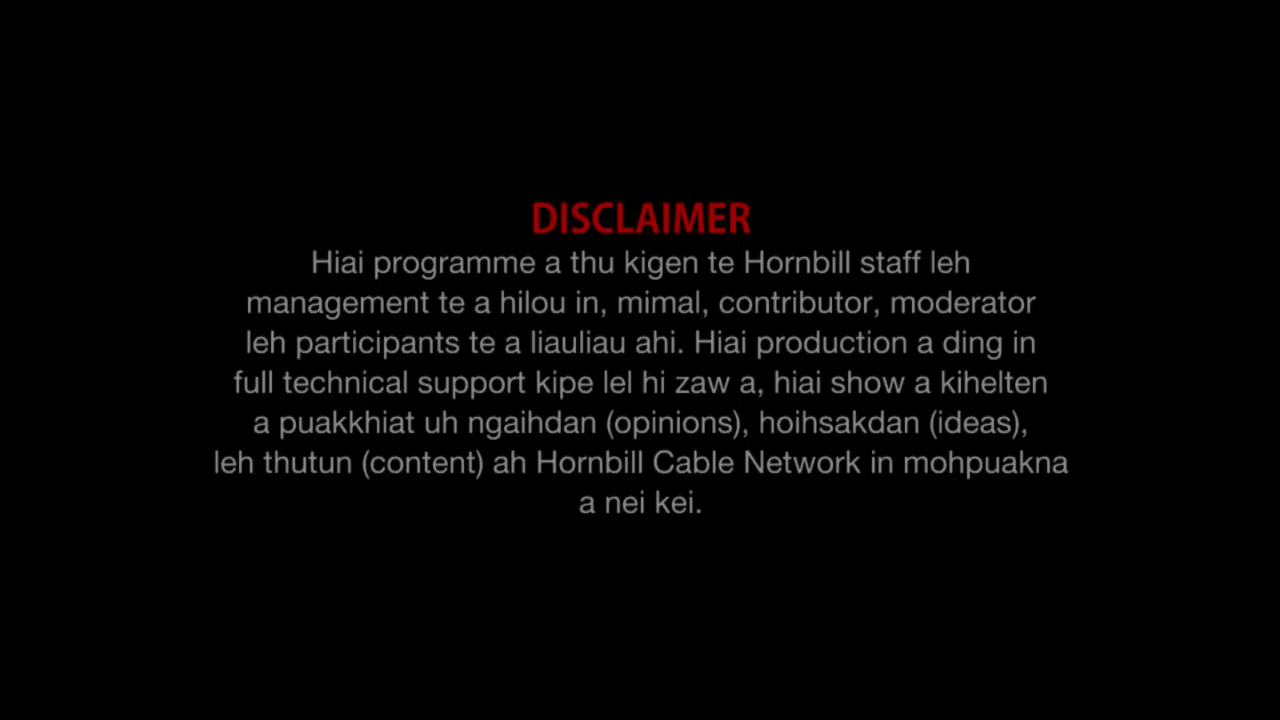 DISCLAIMER
Hiai programme a thu kigen te Hornbill staff leh
management te a hilou in, mimal, contributor, moderator
leh participants te a liauliau ahi. Hiai production a ding in
full technical support kipe lel hi zaw a, hiai show a kihelten
a puakkhiat uh ngaihdan (opinions), hoihsakdan (ideas),
leh thutun (content) ah Hornbill Cable Network in mohpuakna
a nei kei.